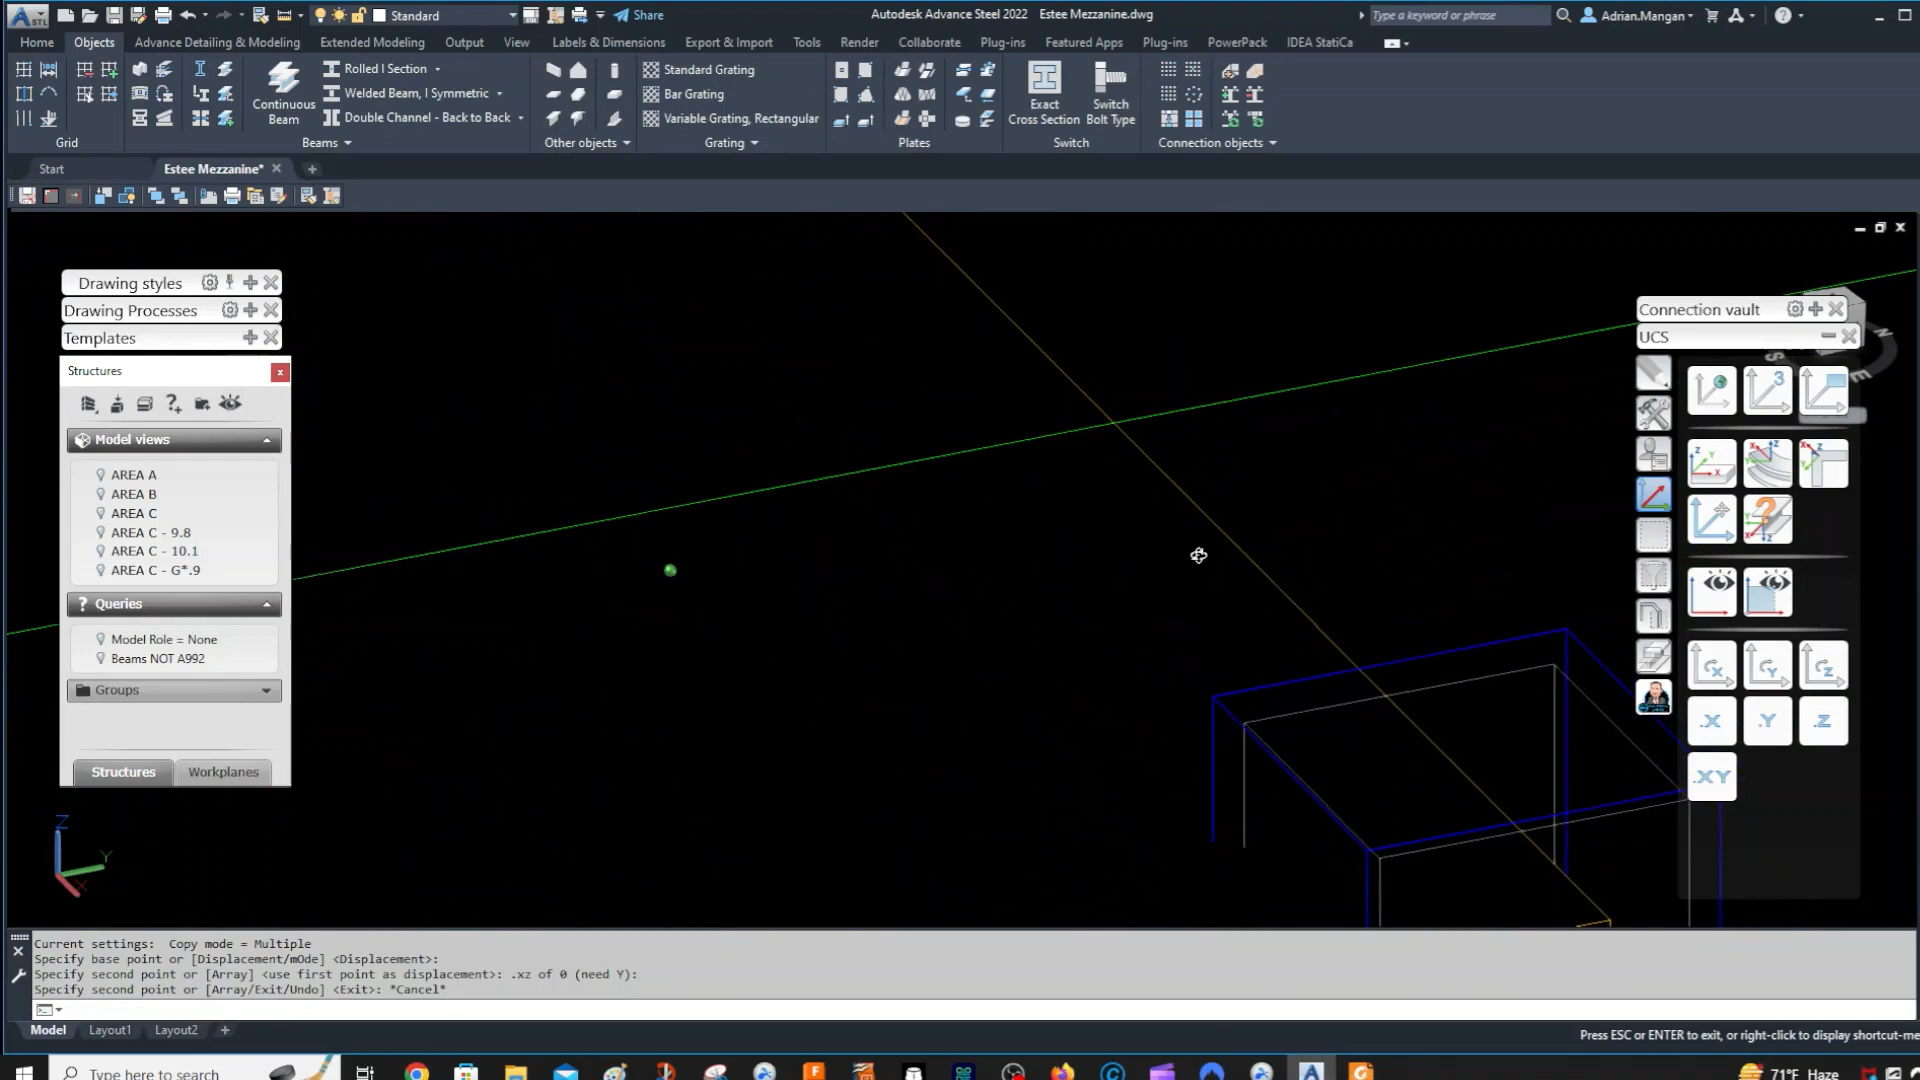 STL
Standard
Share
Autodesk Advance Steel 2022 Estee Mezzanine.dwg
Type a keyword or phrase
Adrian.Mangan
Home Objects Advance Detailing & Modeling Extended Modeling Output View Labels & Dimensions Export & Import Tools Render Collaborate Plug-ins Featured Apps Plug-ins PowerPack IDEA StatiCa
Rolled I Section
Welded Beam, I Symmetric
Double Channel - Back to Back
Continuous
Beam
Standard Grating
Bar Grating
Variable Grating, Rectangular
Exact
Cross Section
Switch
Bolt Type
Grid Beams Other objects Grating Plates Switch Connection objects
Start Estee Mezzanine*
Drawing styles
Drawing Processes
Templates
Structures
Model views
AREA A
AREA B
AREA C
AREA C - 9.8
AREA C - 10.1
AREA C - G*.9
Queries
Model Role = None
Beams NOT A992
Groups
Structures Workplanes
Z
Y
X
Connection vault
UCS
N
S
E
3
Z Y X
X Y Z
.X .Y .Z
.XY
Current settings: Copy mode = Multiple
Specify base point or [Displacement/mOde] <Displacement>:
Specify second point or [Array] <use first point as displacement>: .xz of 0 (need Y):
Specify second point or [Array/Exit/Undo] <Exit>: *Cancel*
Model Layout1 Layout2
Press ESC or ENTER to exit, or right-click to display shortcut-me
Type here to search
71°F Haze